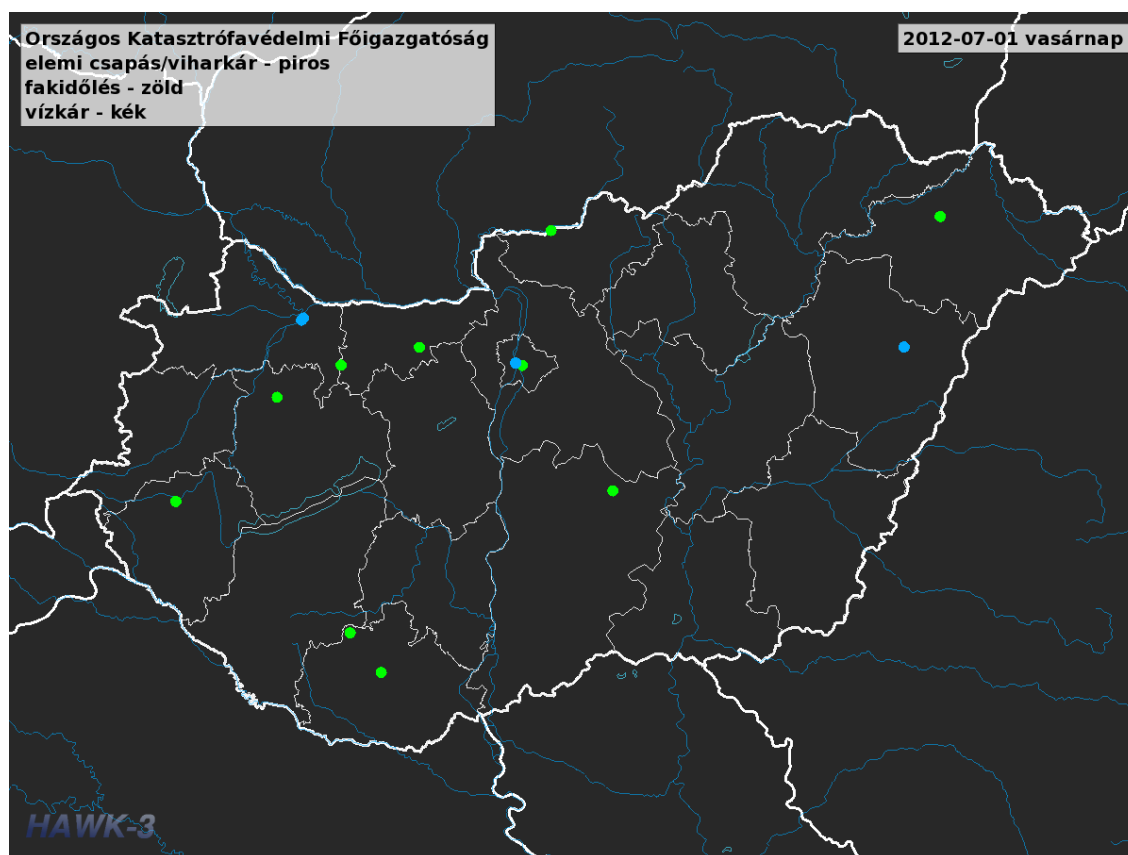 Országos Katasztrófavédelmi Főigazgatóság
elemi csapás/viharkár - piros
fakidőlés - zöld
vízkár - kék
2012-07-01 vasárnap
HAWK-3